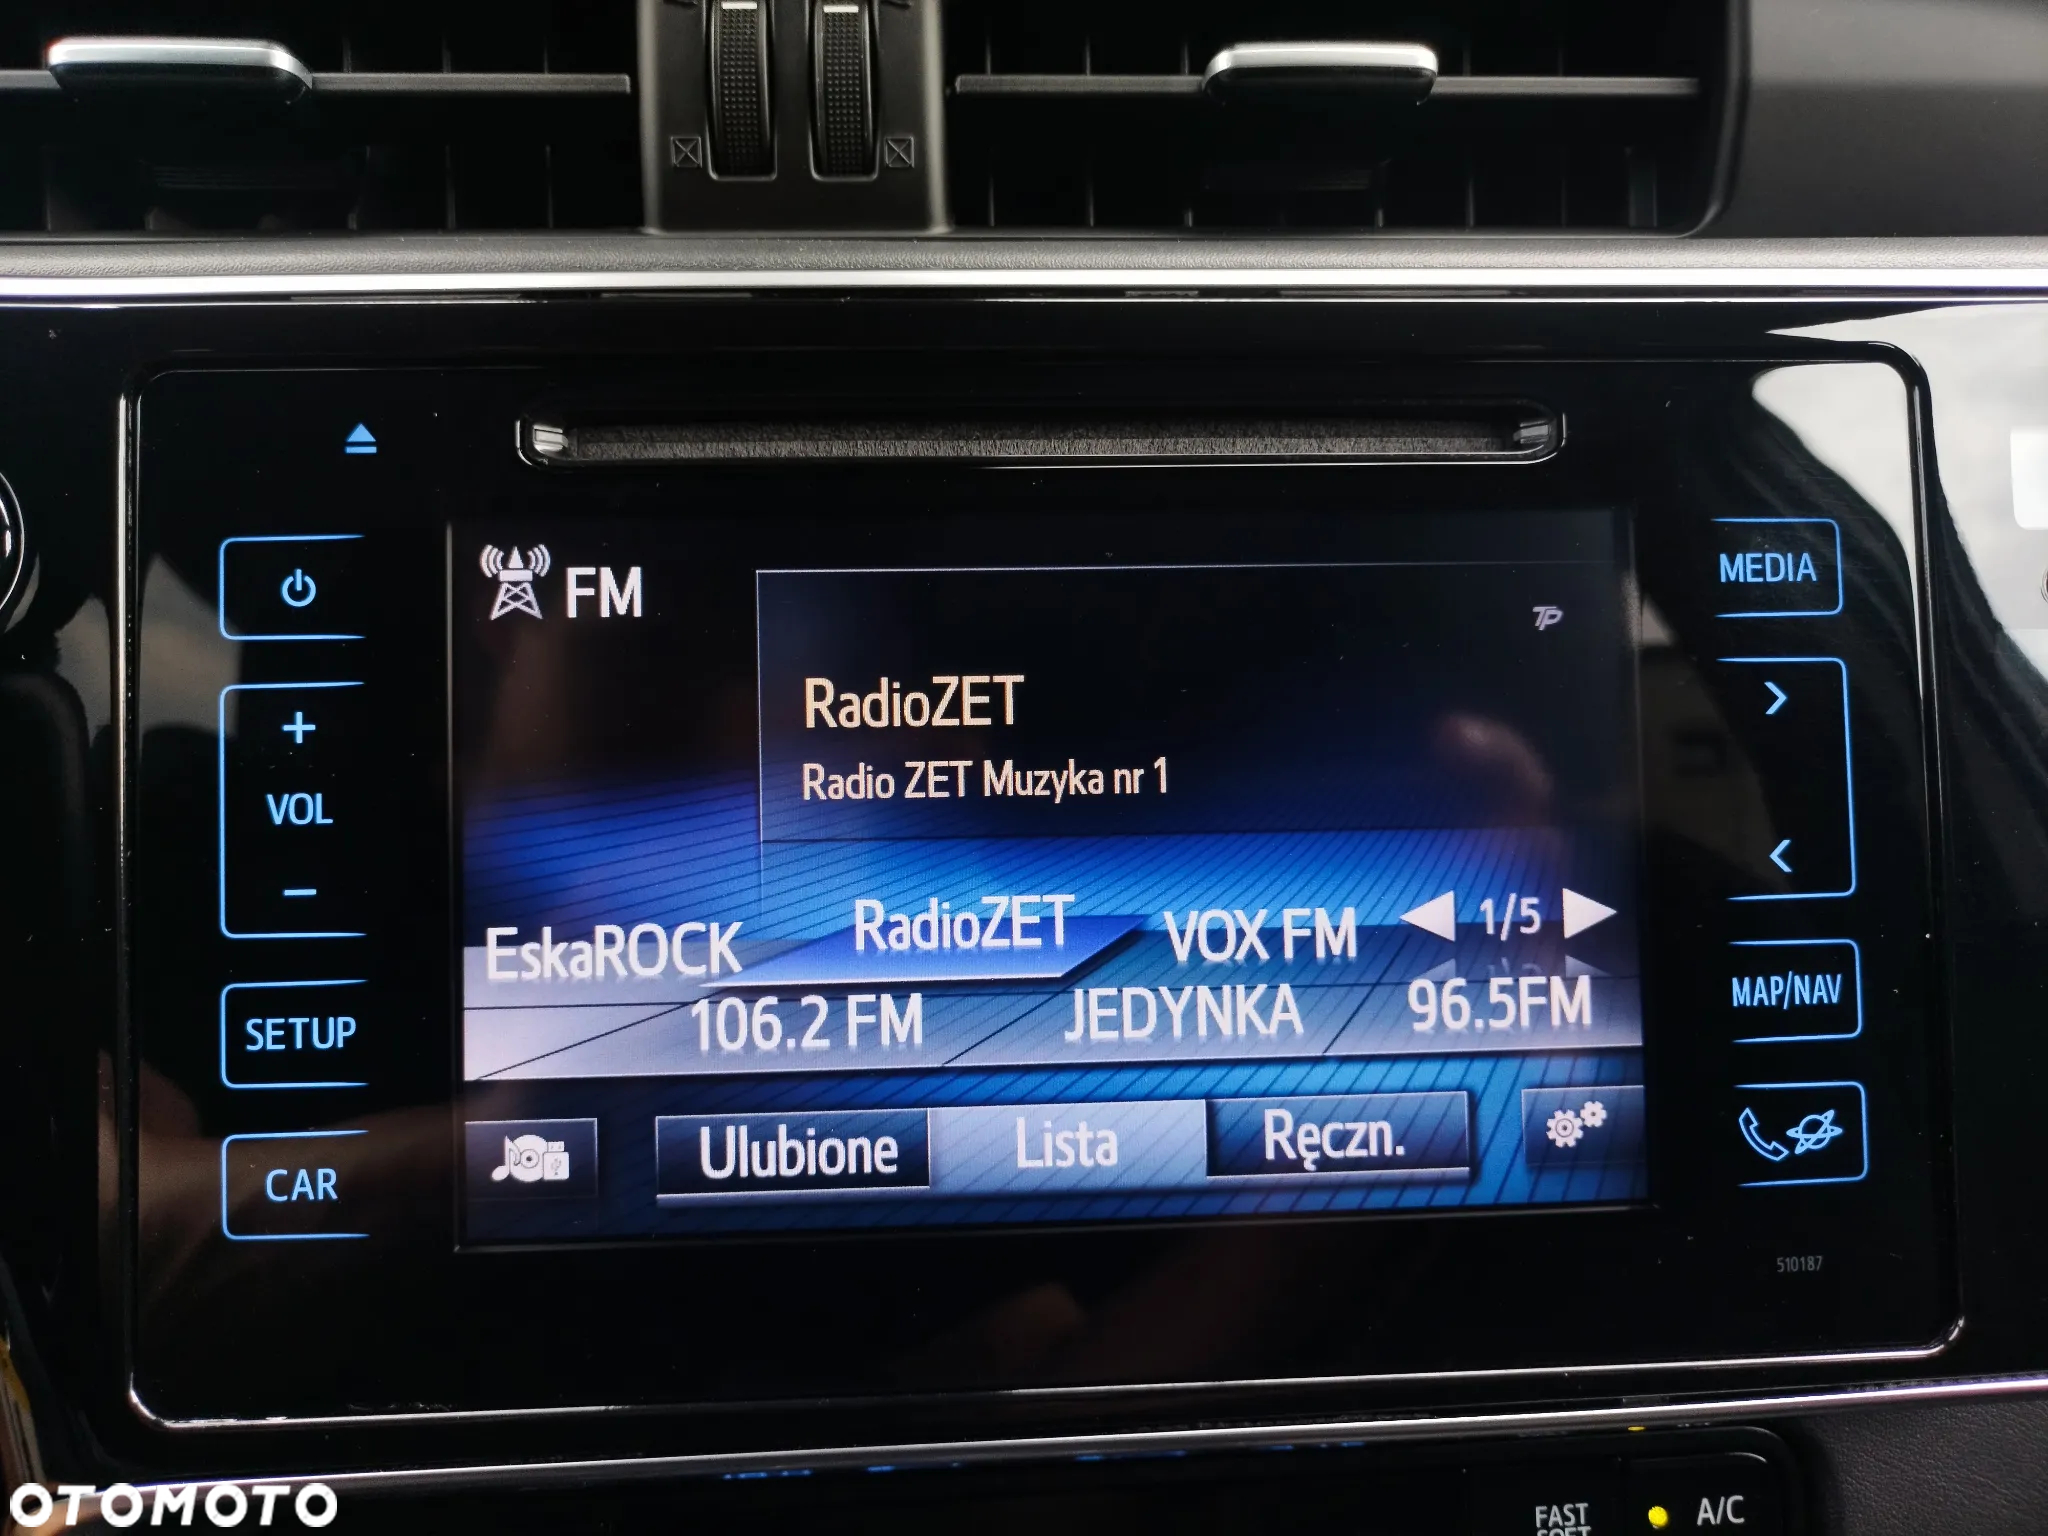 FM
TP
MEDIA
RadioZET
Radio ZET Muzyka nr 1
+
VOL
−
EskaROCK
RadioZET
VOX FM
1/5
106.2 FM
JEDYNKA
96.5FM
MAP/NAV
SETUP
Ulubione
Lista
Ręczn.
CAR
510187
OTOMOTO
FAST
SOFT
A/C